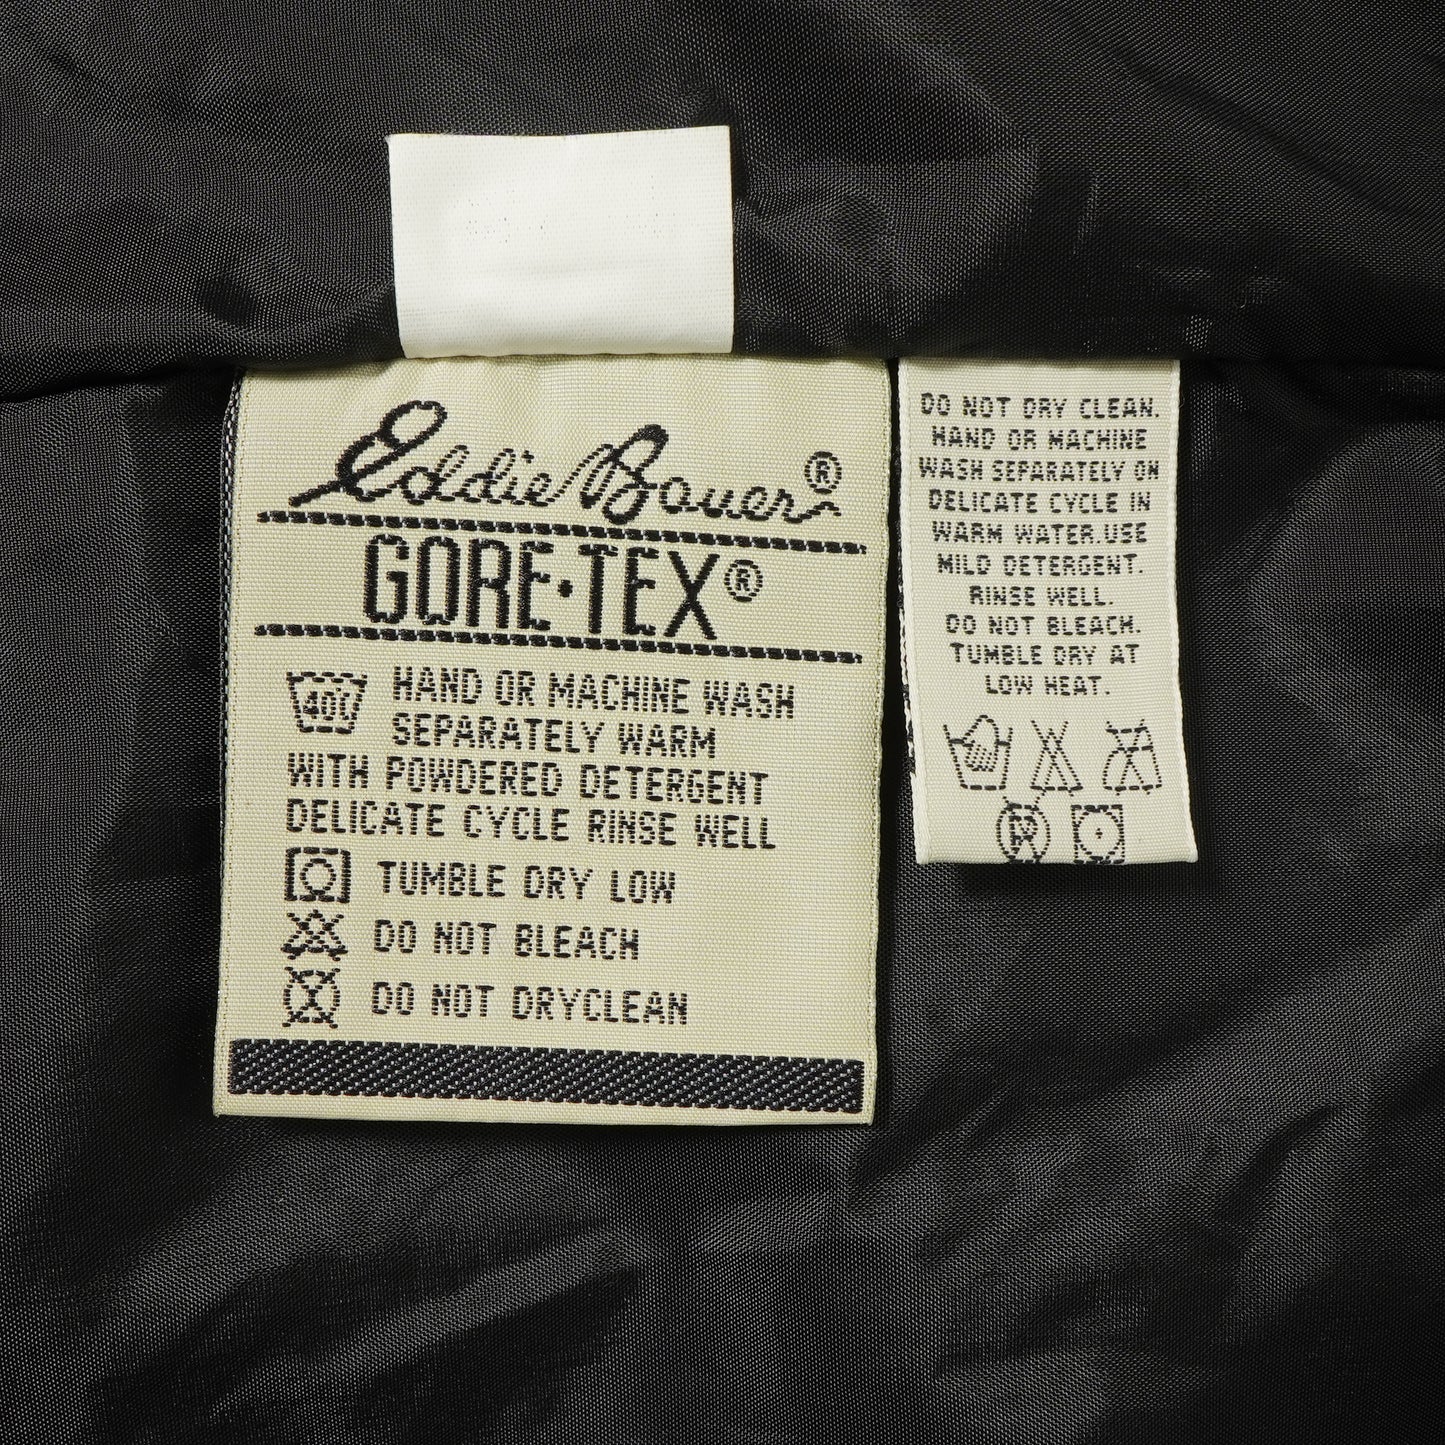 Eddie Bauer®
GORE-TEX®
40
HAND OR MACHINE WASH
SEPARATELY WARM
WITH POWDERED DETERGENT
DELICATE CYCLE RINSE WELL
TUMBLE DRY LOW
DO NOT BLEACH
DO NOT DRYCLEAN
DO NOT DRY CLEAN.
HAND OR MACHINE
WASH SEPARATELY ON
DELICATE CYCLE IN
WARM WATER.USE
MILD DETERGENT.
RINSE WELL.
DO NOT BLEACH.
TUMBLE DRY AT
LOW HEAT.